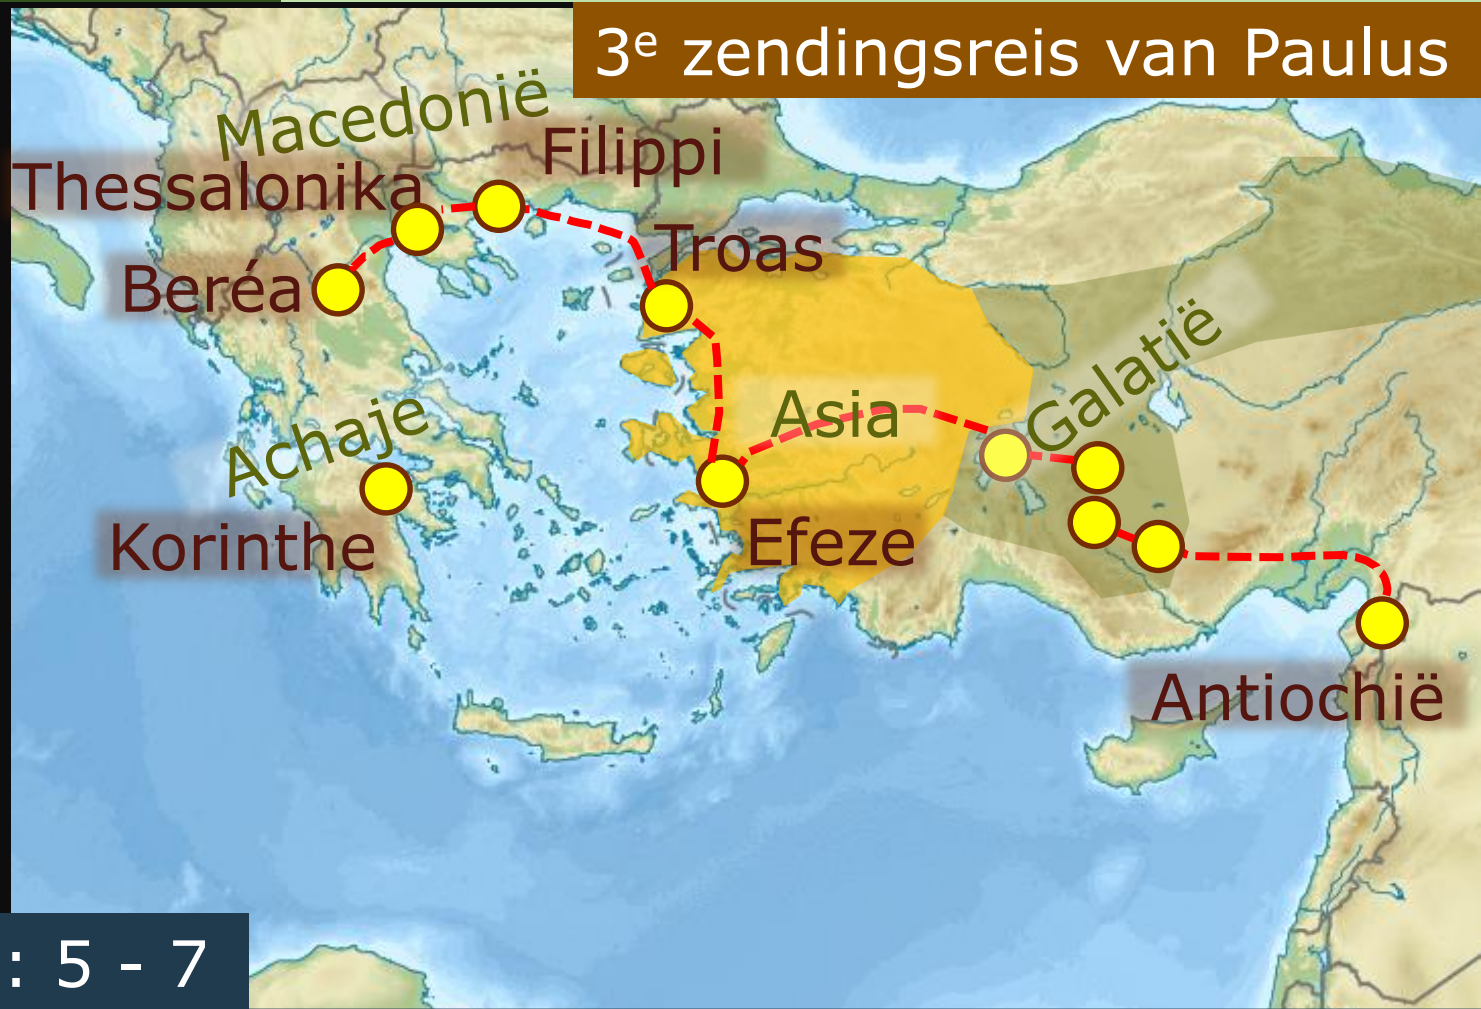 3e zendingsreis van Paulus
Macedonië
Filippi
Thessalonika
Troas
Beréa
Galatië
Asia
Achaje
Korinthe
Efeze
Antiochië
: 5 - 7